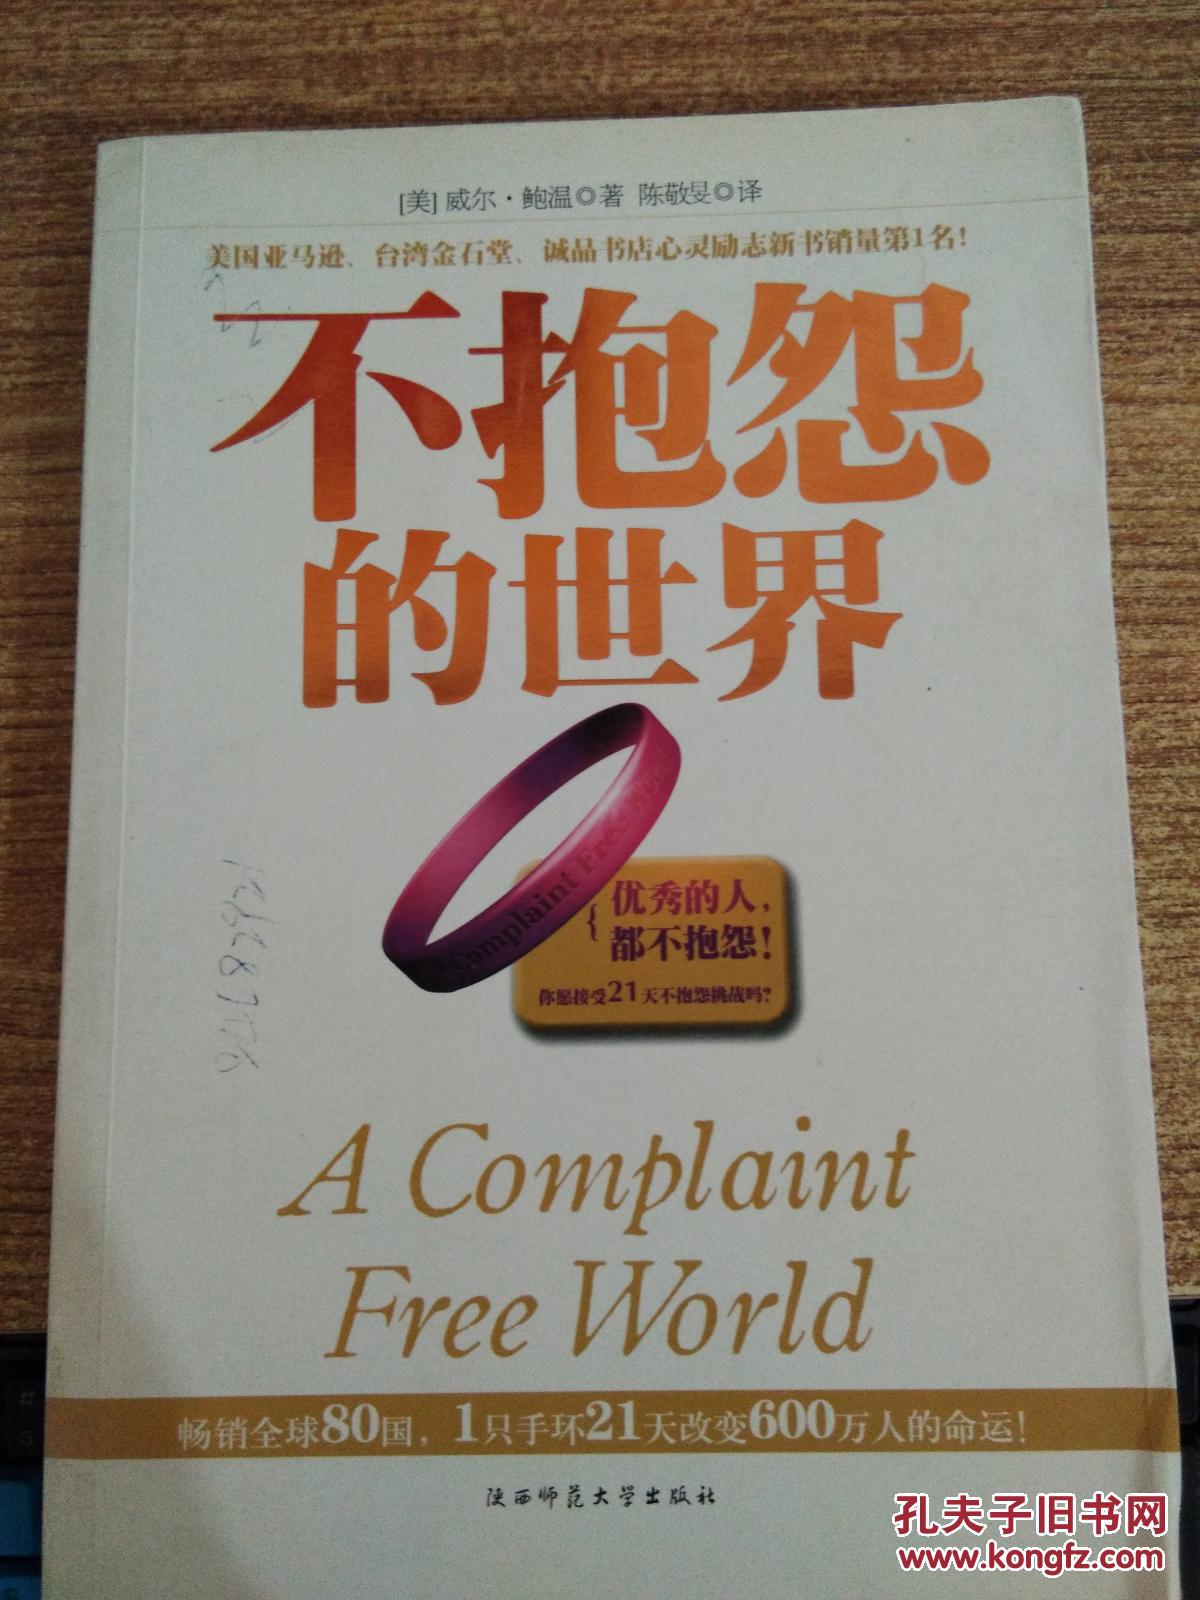 [美] 威尔·鲍温◎著 陈敬旻◎译
美国亚马逊、台湾金石堂、诚品书店心灵励志新书销量第1名!
不抱怨
的世界
A Complaint Free World
{优秀的人,
都不抱怨!
你愿接受21天不抱怨挑战吗?
A Complaint
Free World
畅销全球80国, 1只手环21天改变600万人的命运!
陕西师范大学出版社
孔夫子旧书网
www.kongfz.com